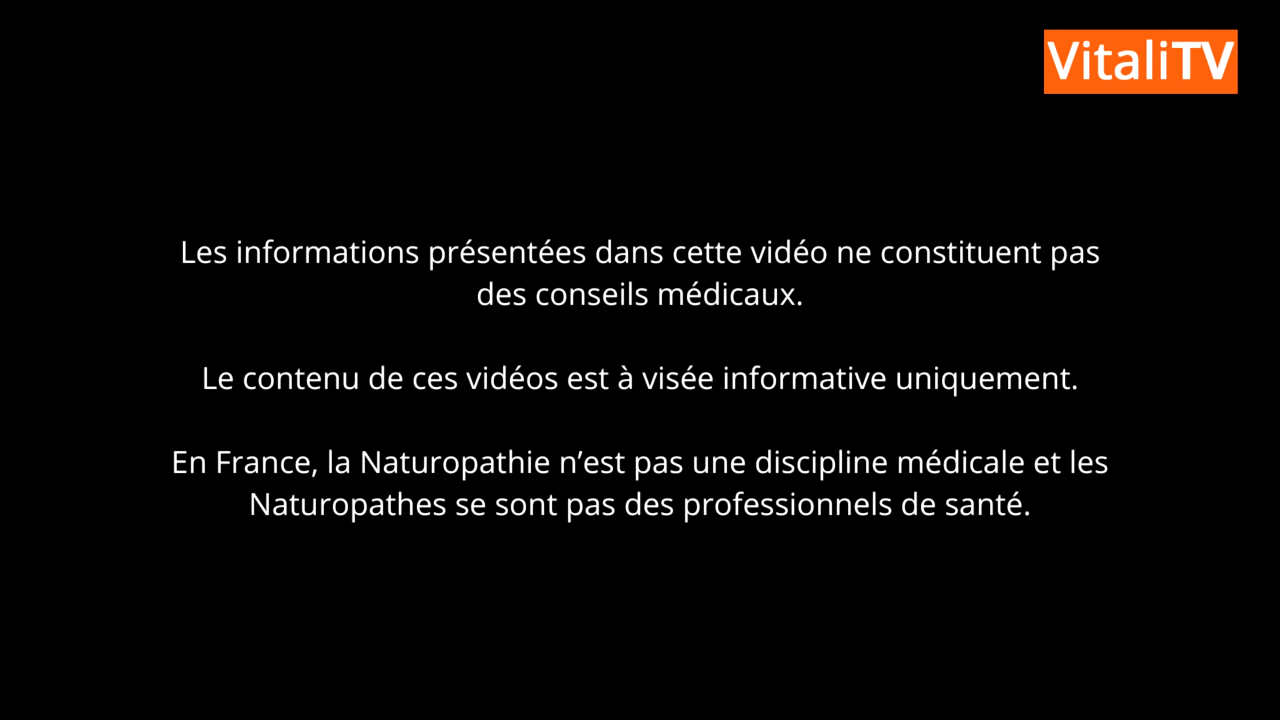 VitaliTV
Les informations présentées dans cette vidéo ne constituent pas
des conseils médicaux.
Le contenu de ces vidéos est à visée informative uniquement.
En France, la Naturopathie n’est pas une discipline médicale et les
Naturopathes se sont pas des professionnels de santé.